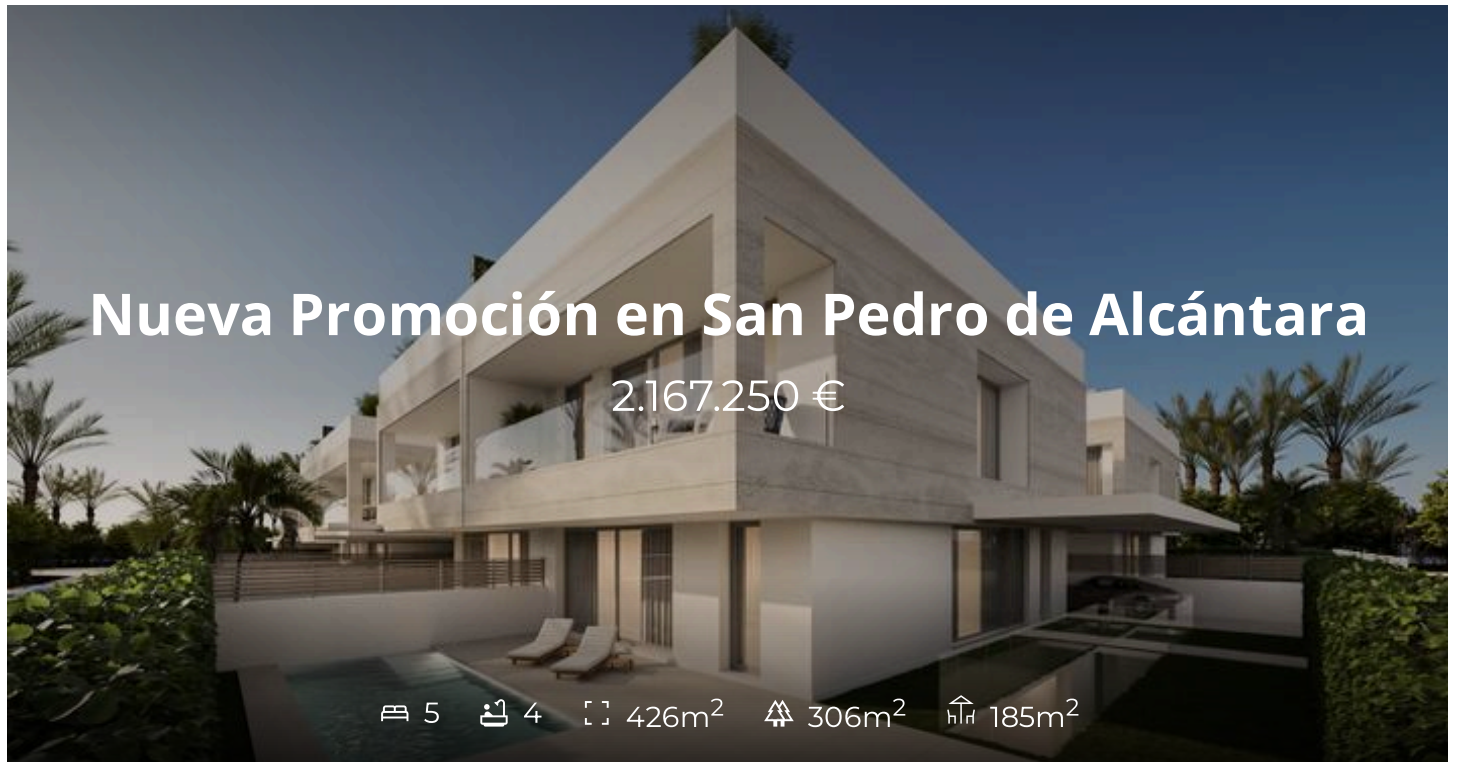 Nueva Promoción en San Pedro de Alcántara
2.167.250 €
5 4 426m² 306m² 185m²